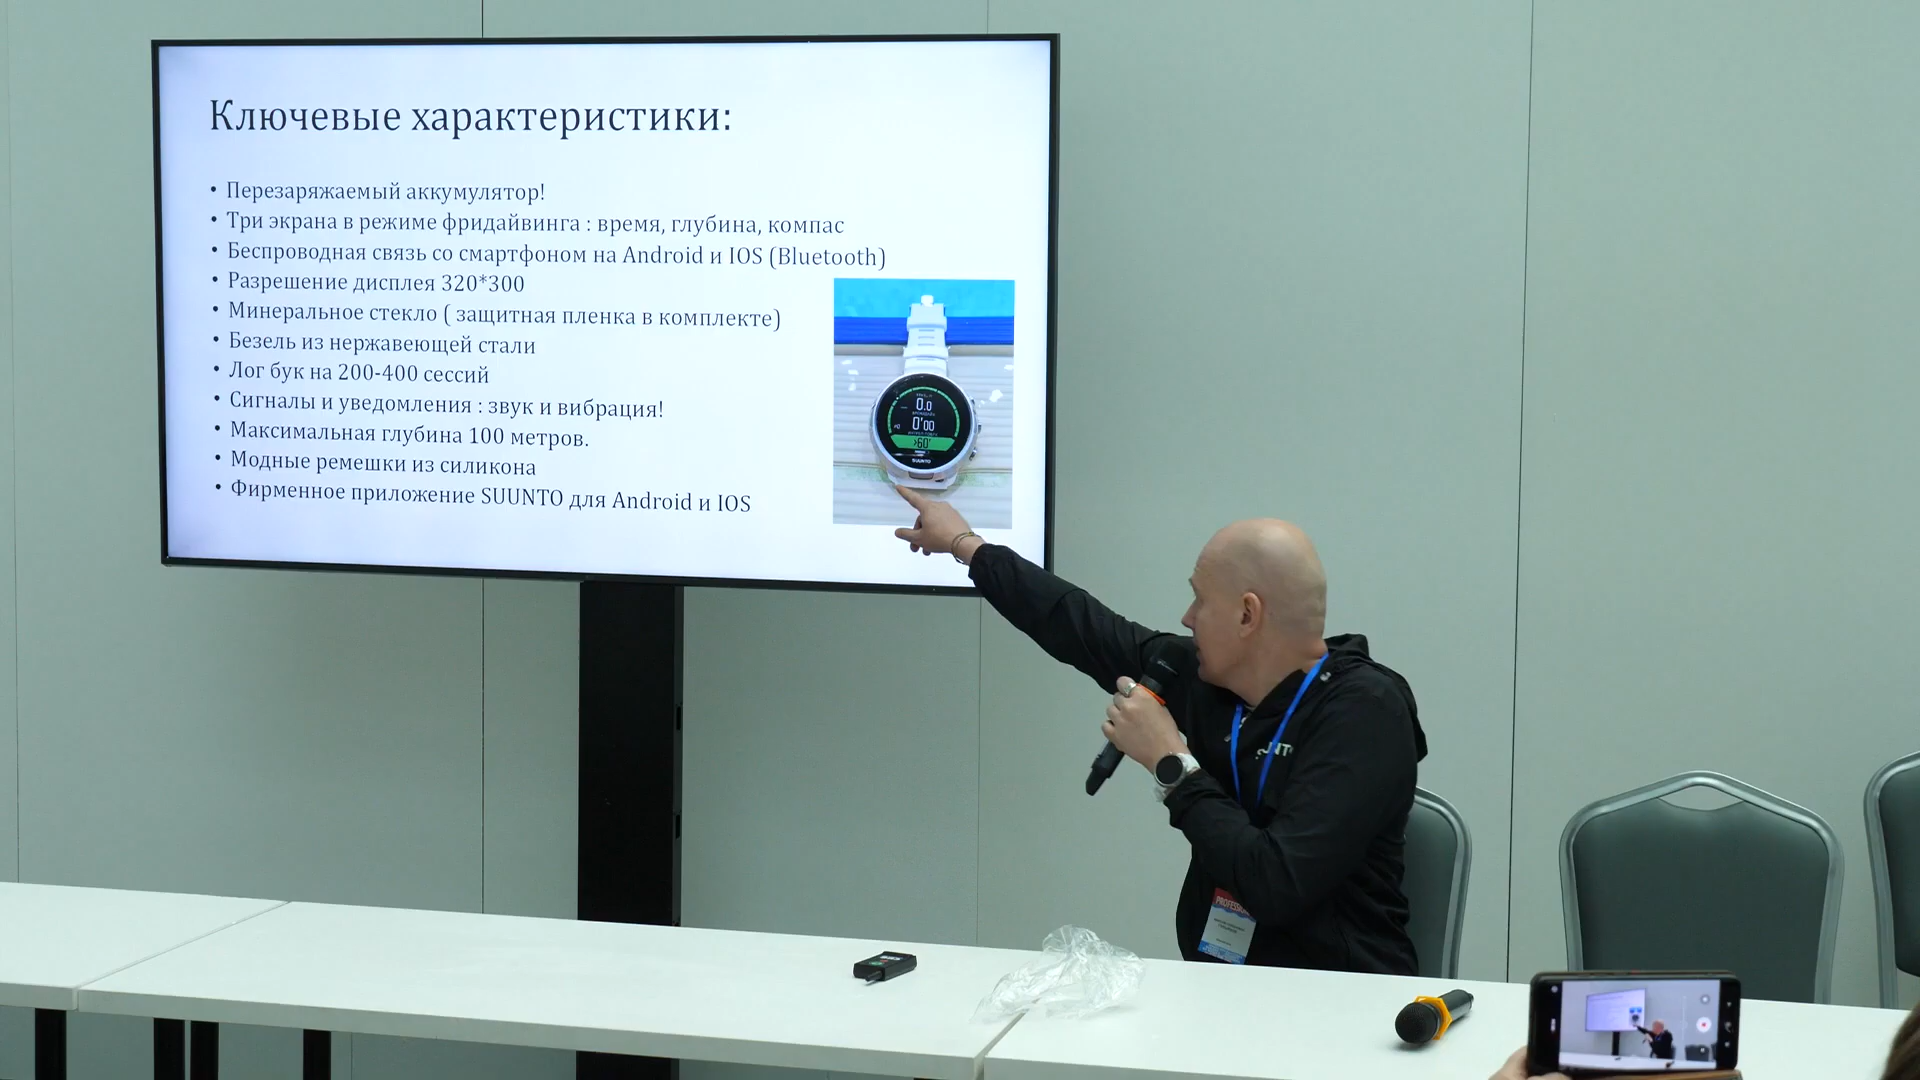 Ключевые характеристики:
• Перезаряжаемый аккумулятор!
• Три экрана в режиме фридайвинга : время, глубина, компас
• Беспроводная связь со смартфоном на Android и IOS (Bluetooth)
• Разрешение дисплея 320*300
• Минеральное стекло ( защитная пленка в комплекте)
• Безель из нержавеющей стали
• Лог бук на 200-400 сессий
• Сигналы и уведомления : звук и вибрация!
• Максимальная глубина 100 метров.
• Модные ремешки из силикона
• Фирменное приложение SUUNTO для Android и IOS
0.0
0'00
>60'
SUUNTO